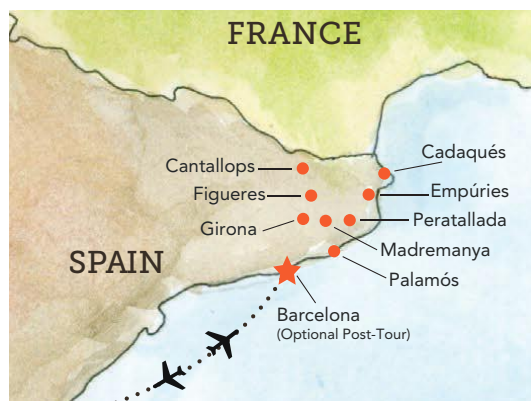 FRANCE
Cantallops
Cadaqués
Figueres
Empúries
Girona
Peratallada
Madremanya
SPAIN
Palamós
Barcelona
(Optional Post-Tour)